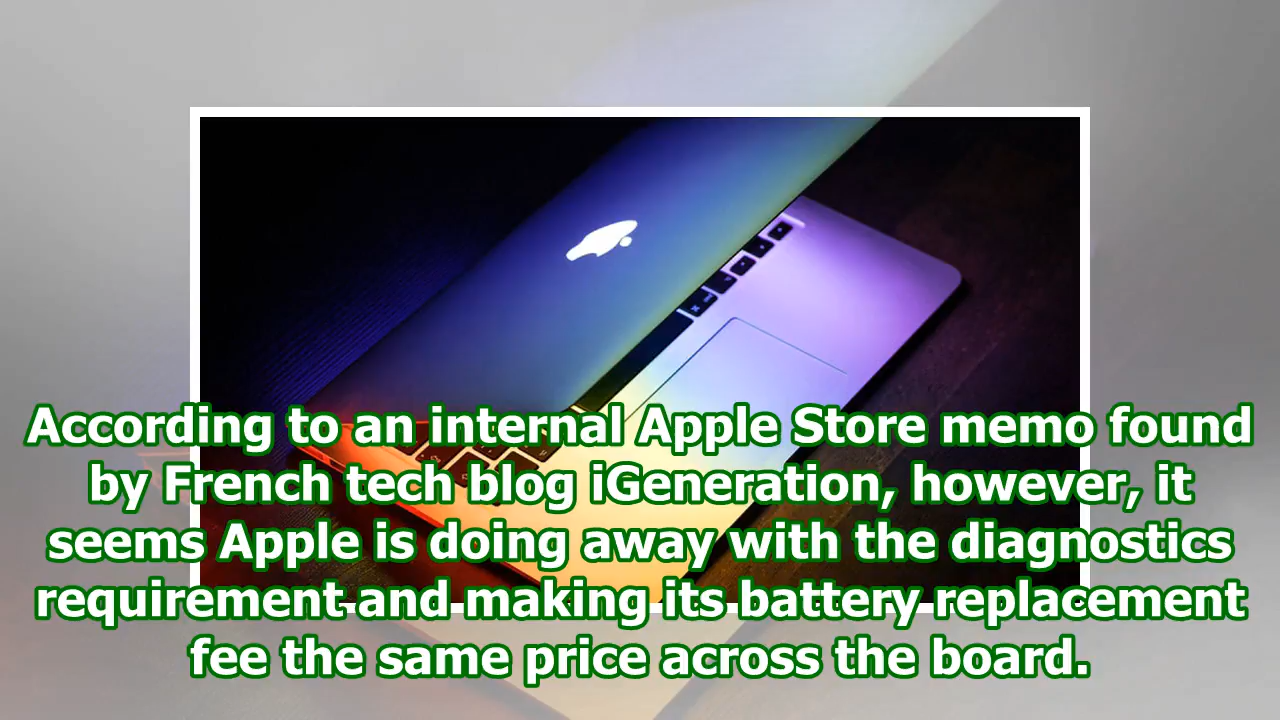 According to an internal Apple Store memo found
by French tech blog iGeneration, however, it
seems Apple is doing away with the diagnostics
requirement and making its battery replacement
fee the same price across the board.